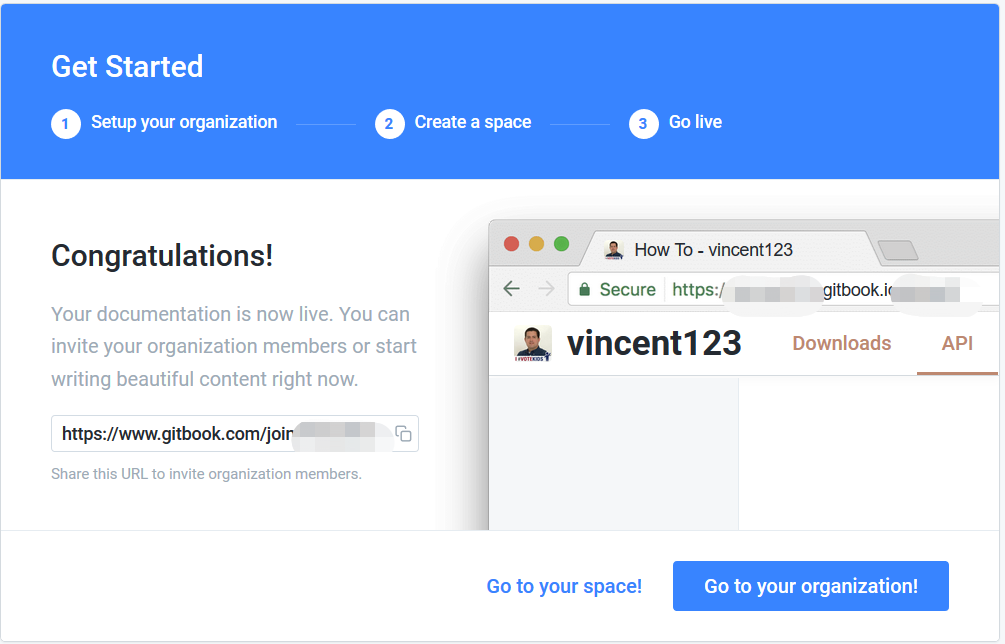 Get Started
1 Setup your organization
2 Create a space
3 Go live
Congratulations!
Your documentation is now live. You can
invite your organization members or start
writing beautiful content right now.
https://www.gitbook.com/join
Share this URL to invite organization members.
How To - vincent123
Secure https:/ gitbook.io
vincent123
Downloads
API
Go to your space!
Go to your organization!